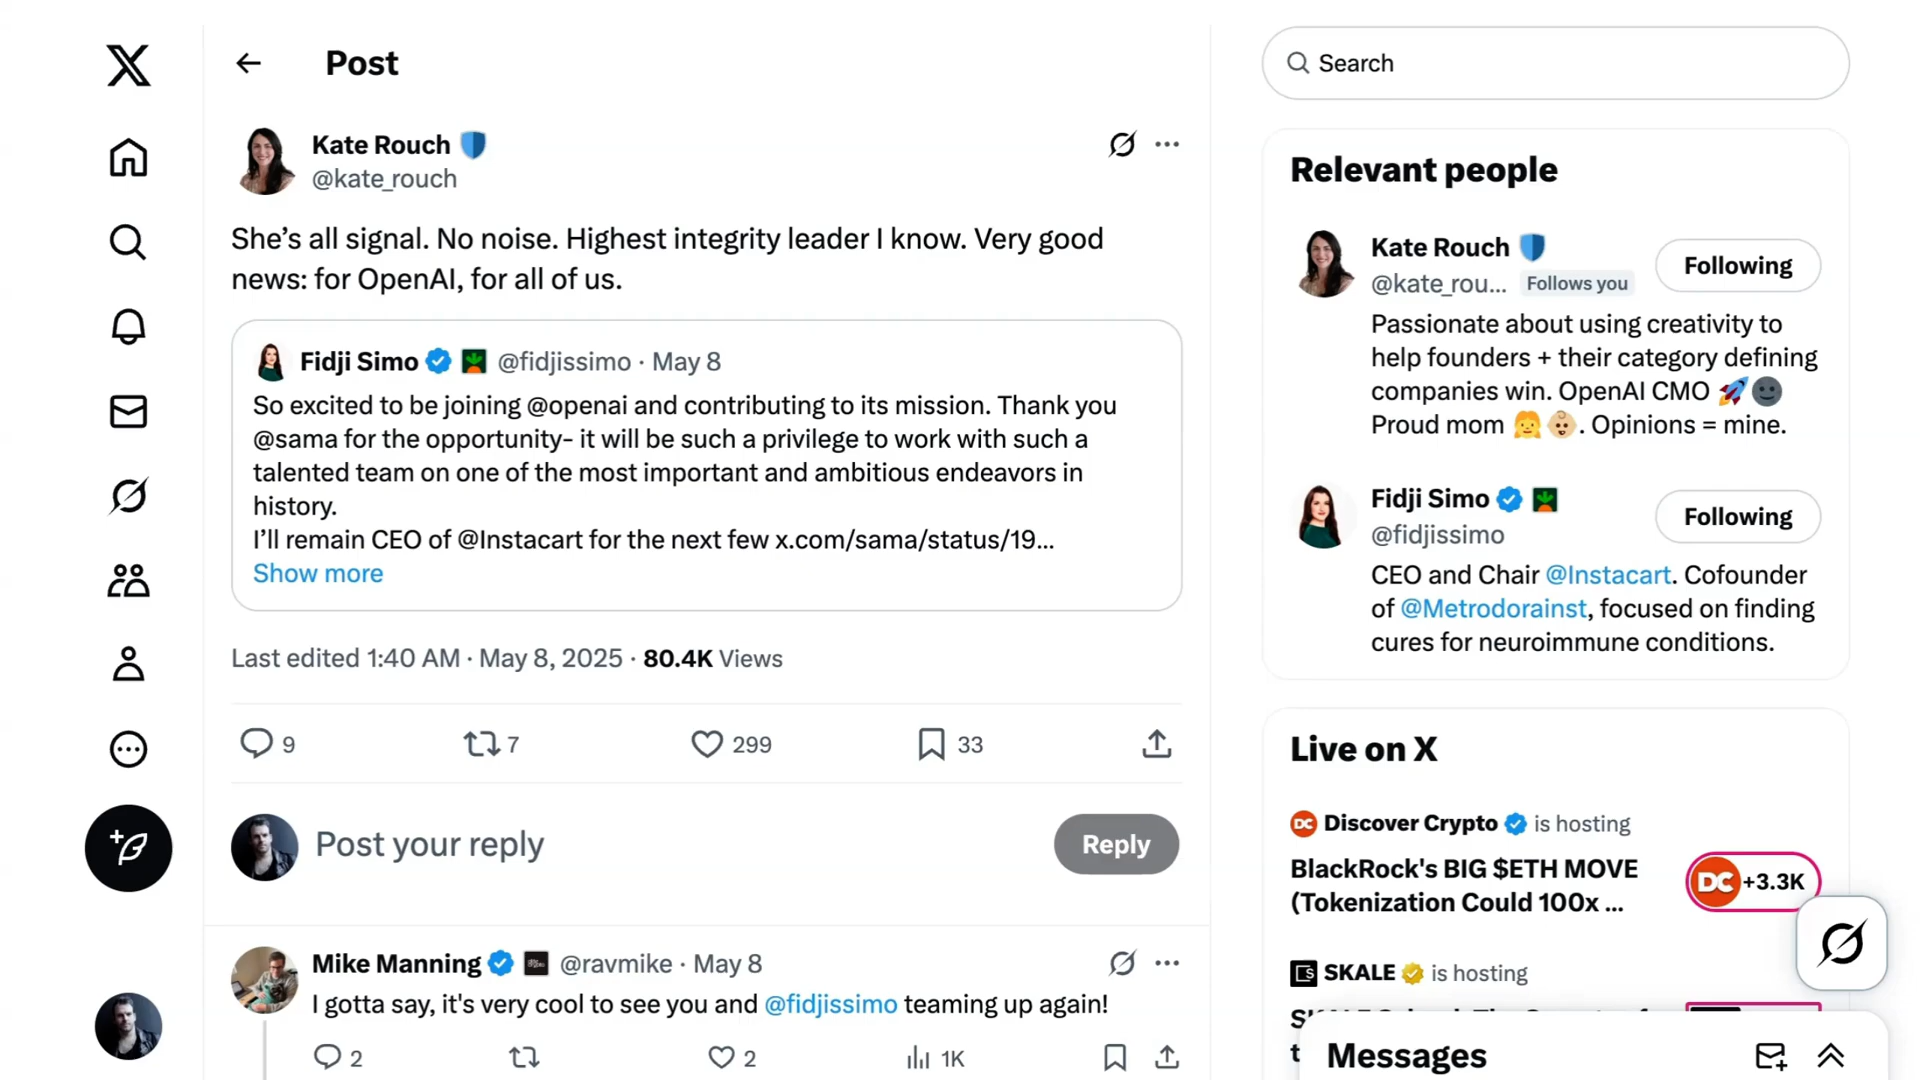 Post
Kate Rouch
@kate_rouch
She’s all signal. No noise. Highest integrity leader I know. Very good
news: for OpenAI, for all of us.
Fidji Simo @fidjissimo · May 8
So excited to be joining @openai and contributing to its mission. Thank you
@sama for the opportunity- it will be such a privilege to work with such a
talented team on one of the most important and ambitious endeavors in
history.
I’ll remain CEO of @Instacart for the next few x.com/sama/status/19...
Show more
Last edited 1:40 AM · May 8, 2025 · 80.4K Views
9 7 299 33
Post your reply
Reply
Mike Manning @ravmike · May 8
I gotta say, it's very cool to see you and @fidjissimo teaming up again!
2 2 1K
Search
Relevant people
Kate Rouch
@kate_rou... Follows you
Following
Passionate about using creativity to
help founders + their category defining
companies win. OpenAI CMO 🚀🌚
Proud mom 👧👶. Opinions = mine.
Fidji Simo
@fidjissimo
Following
CEO and Chair @Instacart. Cofounder
of @Metrodorainst, focused on finding
cures for neuroimmune conditions.
Live on X
DC Discover Crypto is hosting
BlackRock's BIG $ETH MOVE
(Tokenization Could 100x ...
DC +3.3K
SKALE is hosting
Messages